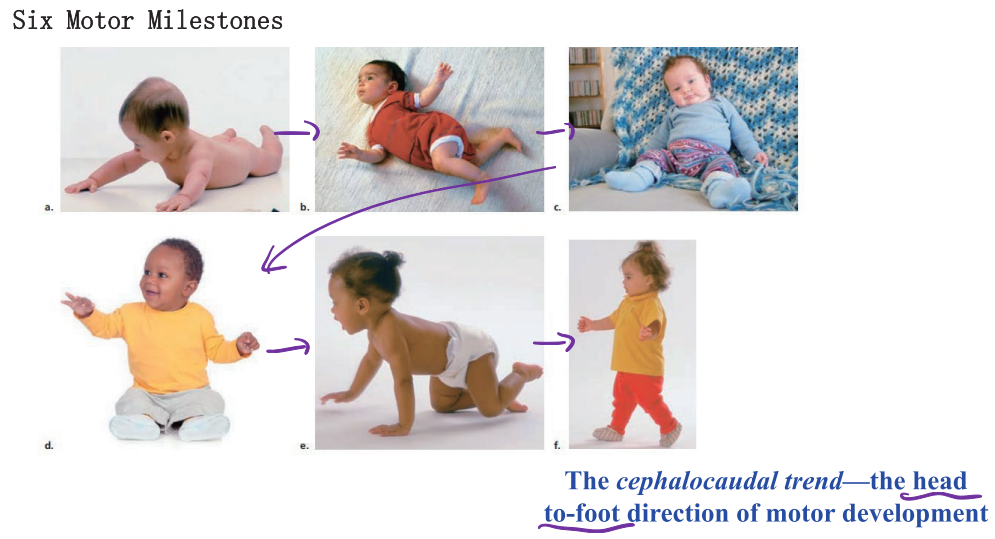 Six Motor Milestones
a.
b.
c.
d.
e.
f.
The cephalocaudal trend—the head
to-foot direction of motor development